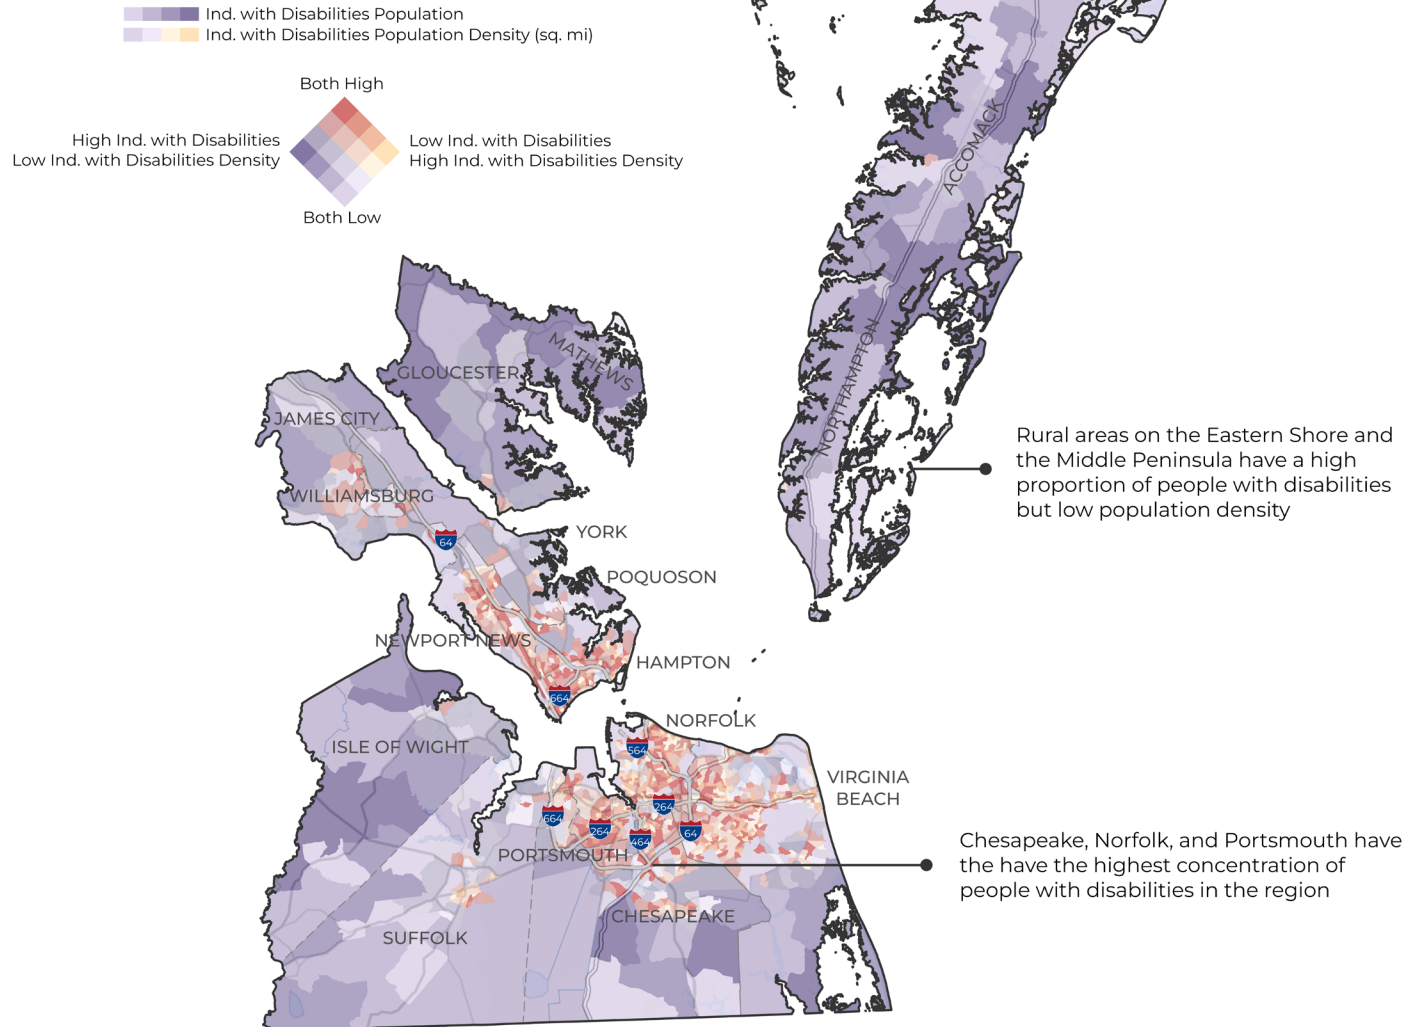 Ind. with Disabilities Population
Ind. with Disabilities Population Density (sq. mi)
Both High
High Ind. with Disabilities
Low Ind. with Disabilities Density
Low Ind. with Disabilities
High Ind. with Disabilities Density
Both Low
ACCOMACK
MATHEWS
GLOUCESTER
NORTHAMPTON
JAMES CITY
Rural areas on the Eastern Shore and
the Middle Peninsula have a high
proportion of people with disabilities
but low population density
WILLIAMSBURG
YORK
64
POQUOSON
NEWPORT NEWS
HAMPTON
664
NORFOLK
564
ISLE OF WIGHT
VIRGINIA
BEACH
264
664
264
64
464
PORTSMOUTH
Chesapeake, Norfolk, and Portsmouth have
the have the highest concentration of
people with disabilities in the region
CHESAPEAKE
SUFFOLK